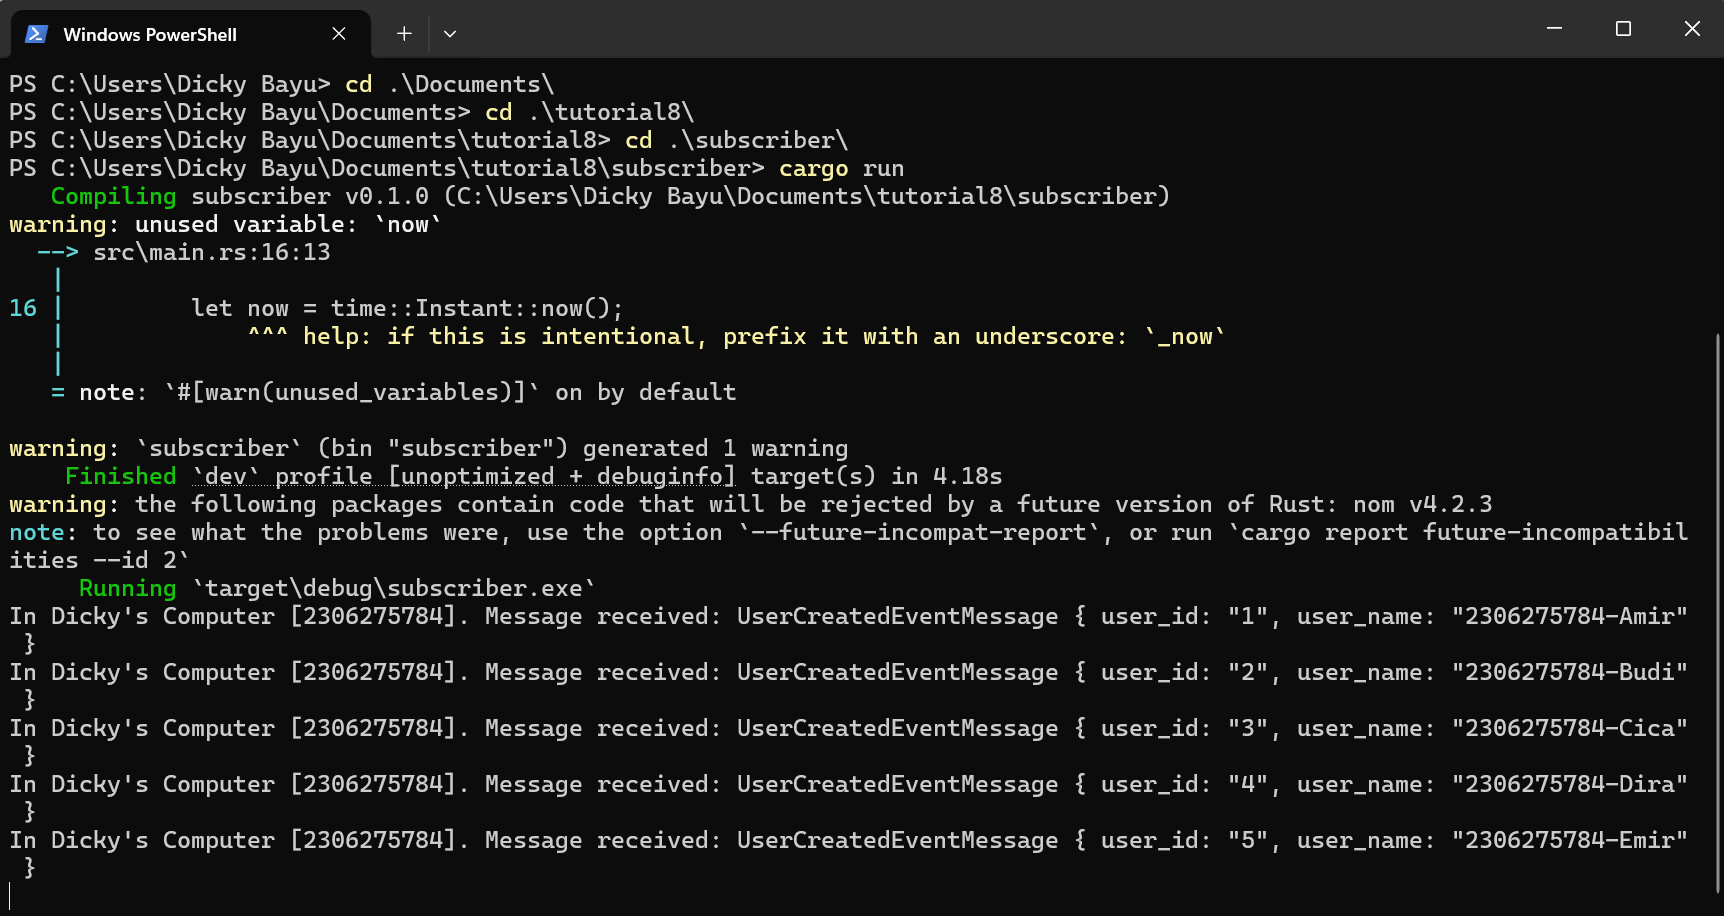 Windows PowerShell
PS C:\Users\Dicky Bayu> cd .\Documents\
PS C:\Users\Dicky Bayu\Documents> cd .\tutorial8\
PS C:\Users\Dicky Bayu\Documents\tutorial8> cd .\subscriber\
PS C:\Users\Dicky Bayu\Documents\tutorial8\subscriber> cargo run
   Compiling subscriber v0.1.0 (C:\Users\Dicky Bayu\Documents\tutorial8\subscriber)
warning: unused variable: `now`
  --> src\main.rs:16:13
   |
16 |         let now = time::Instant::now();
   |             ^^^ help: if this is intentional, prefix it with an underscore: `_now`
   |
   = note: `#[warn(unused_variables)]` on by default
warning: `subscriber` (bin "subscriber") generated 1 warning
    Finished `dev` profile [unoptimized + debuginfo] target(s) in 4.18s
warning: the following packages contain code that will be rejected by a future version of Rust: nom v4.2.3
note: to see what the problems were, use the option `--future-incompat-report`, or run `cargo report future-incompatibil
ities --id 2`
     Running `target\debug\subscriber.exe`
In Dicky's Computer [2306275784]. Message received: UserCreatedEventMessage { user_id: "1", user_name: "2306275784-Amir"
 }
In Dicky's Computer [2306275784]. Message received: UserCreatedEventMessage { user_id: "2", user_name: "2306275784-Budi"
 }
In Dicky's Computer [2306275784]. Message received: UserCreatedEventMessage { user_id: "3", user_name: "2306275784-Cica"
 }
In Dicky's Computer [2306275784]. Message received: UserCreatedEventMessage { user_id: "4", user_name: "2306275784-Dira"
 }
In Dicky's Computer [2306275784]. Message received: UserCreatedEventMessage { user_id: "5", user_name: "2306275784-Emir"
 }